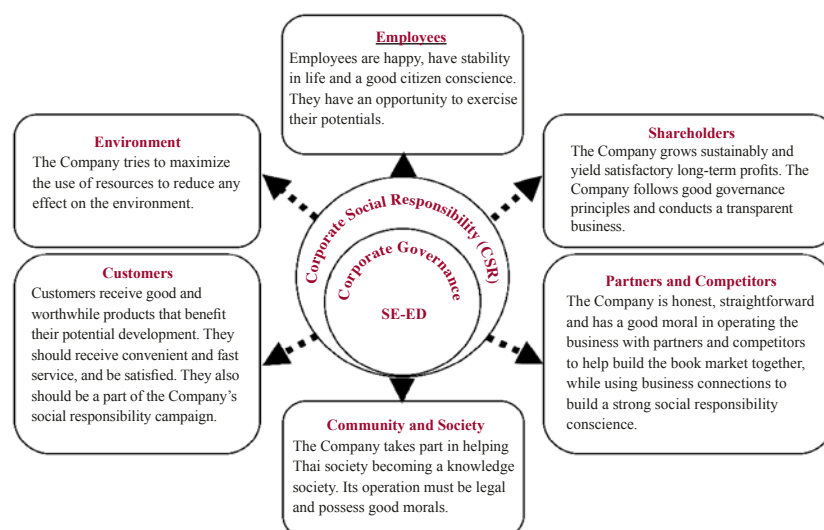 Employees
Employees are happy, have stability
in life and a good citizen conscience.
They have an opportunity to exercise
their potentials.
Environment
The Company tries to maximize
the use of resources to reduce any
effect on the environment.
Shareholders
The Company grows sustainably and
yield satisfactory long-term profits. The
Company follows good governance
principles and conducts a transparent
business.
Corporate Social Responsibility (CSR)
Corporate Governance
SE-ED
Customers
Customers receive good and
worthwhile products that benefit
their potential development. They
should receive convenient and fast
service, and be satisfied. They also
should be a part of the Company’s
social responsibility campaign.
Partners and Competitors
The Company is honest, straightforward
and has a good moral in operating the
business with partners and competitors
to help build the book market together,
while using business connections to
build a strong social responsibility
conscience.
Community and Society
The Company takes part in helping
Thai society becoming a knowledge
society. Its operation must be legal
and possess good morals.